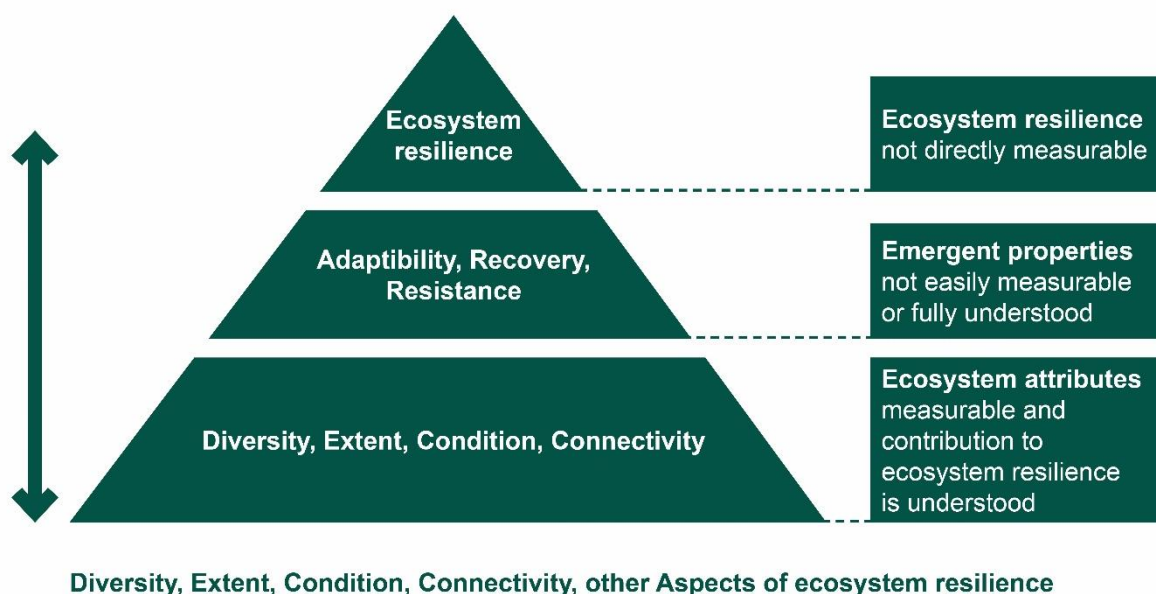 Ecosystem
resilience
Ecosystem resilience
not directly measurable
Adaptibility, Recovery,
Resistance
Emergent properties
not easily measurable
or fully understood
Diversity, Extent, Condition, Connectivity
Ecosystem attributes
measurable and
contribution to
ecosystem resilience
is understood
Diversity, Extent, Condition, Connectivity, other Aspects of ecosystem resilience